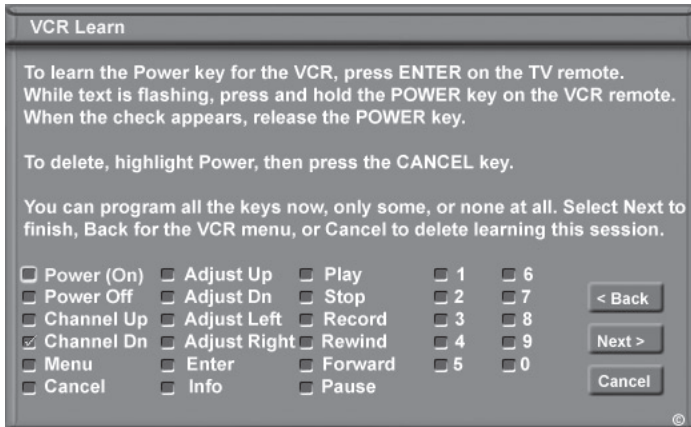 VCR Learn
To learn the Power key for the VCR, press ENTER on the TV remote.
While text is flashing, press and hold the POWER key on the VCR remote.
When the check appears, release the POWER key.
To delete, highlight Power, then press the CANCEL key.
You can program all the keys now, only some, or none at all. Select Next to
finish, Back for the VCR menu, or Cancel to delete learning this session.
Power (On) Adjust Up Play 1 6
Power Off Adjust Dn Stop 2 7
Channel Up Adjust Left Record 3 8
Channel Dn Adjust Right Rewind 4 9
Menu Enter Forward 5 0
Cancel Info Pause
< Back
Next >
Cancel
©